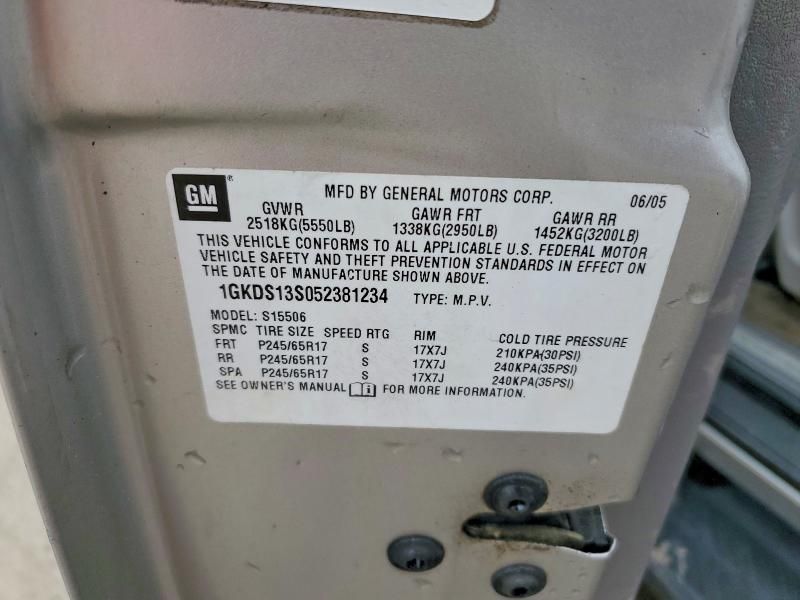 GM ®
MFD BY GENERAL MOTORS CORP. 06/05
GVWR GAWR FRT GAWR RR
2518KG(5550LB) 1338KG(2950LB) 1452KG(3200LB)
THIS VEHICLE CONFORMS TO ALL APPLICABLE U.S. FEDERAL MOTOR
VEHICLE SAFETY AND THEFT PREVENTION STANDARDS IN EFFECT ON
THE DATE OF MANUFACTURE SHOWN ABOVE.
1GKDS13S052381234 TYPE: M.P.V.
MODEL: S15506
SPMC TIRE SIZE SPEED RTG RIM COLD TIRE PRESSURE
FRT P245/65R17 S 17X7J 210KPA(30PSI)
RR P245/65R17 S 17X7J 240KPA(35PSI)
SPA P245/65R17 S 17X7J 240KPA(35PSI)
SEE OWNER'S MANUAL FOR MORE INFORMATION.